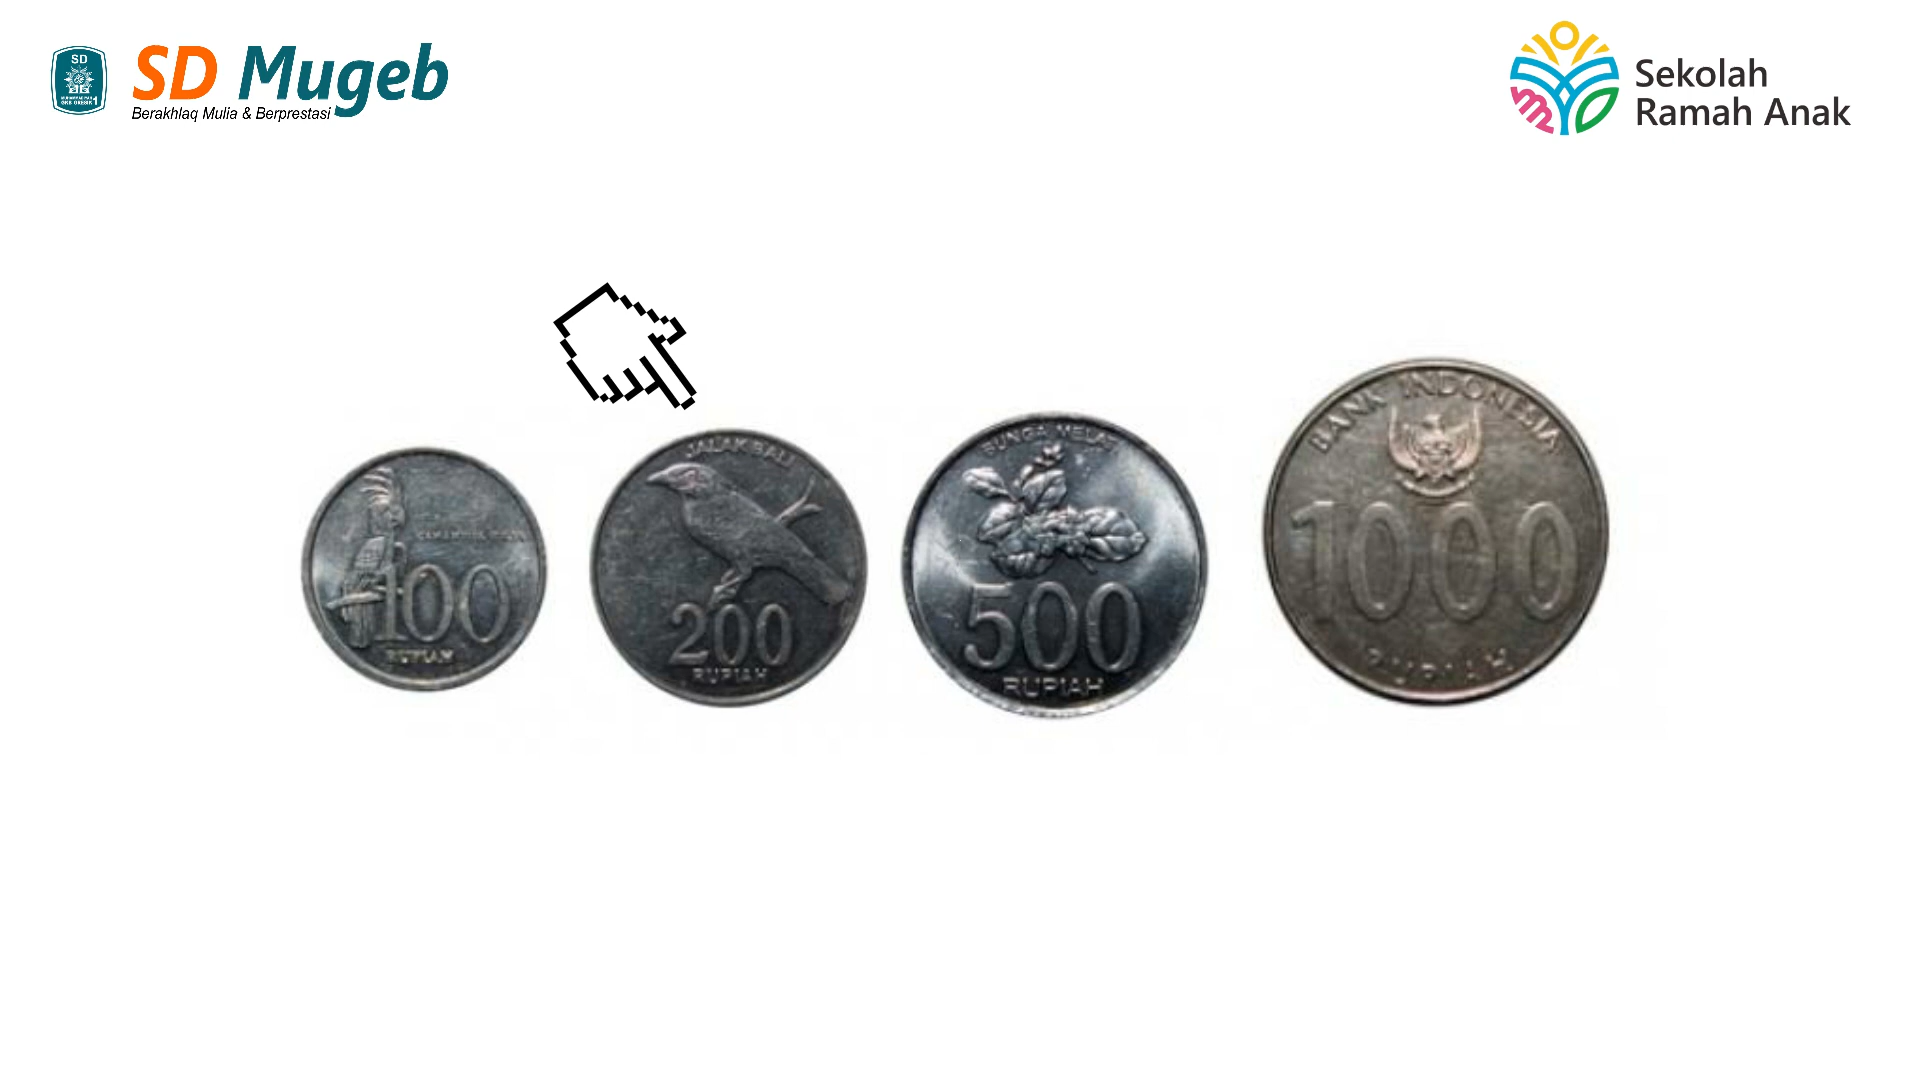 SD
SD Mugeb
Berakhlaq Mulia & Berprestasi
Sekolah
Ramah Anak
100
RUPIAH
JALAK BALI
200
RUPIAH
BUNGA MELATI
500
RUPIAH
BANK INDONESIA
1000
RUPIAH